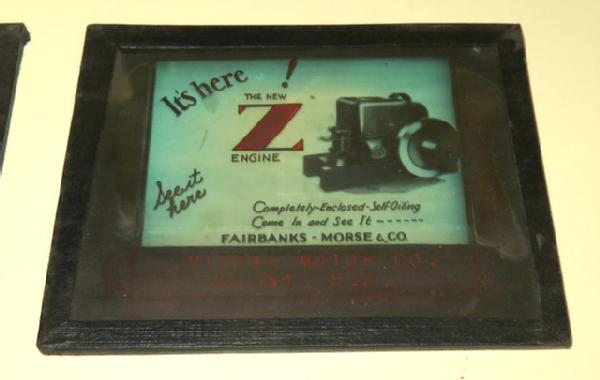 It's here!
THE NEW
Z
ENGINE
See it
here
Completely-Enclosed-Self Oiling
Come In and See It ------
FAIRBANKS - MORSE & CO.
MOTOR CO.